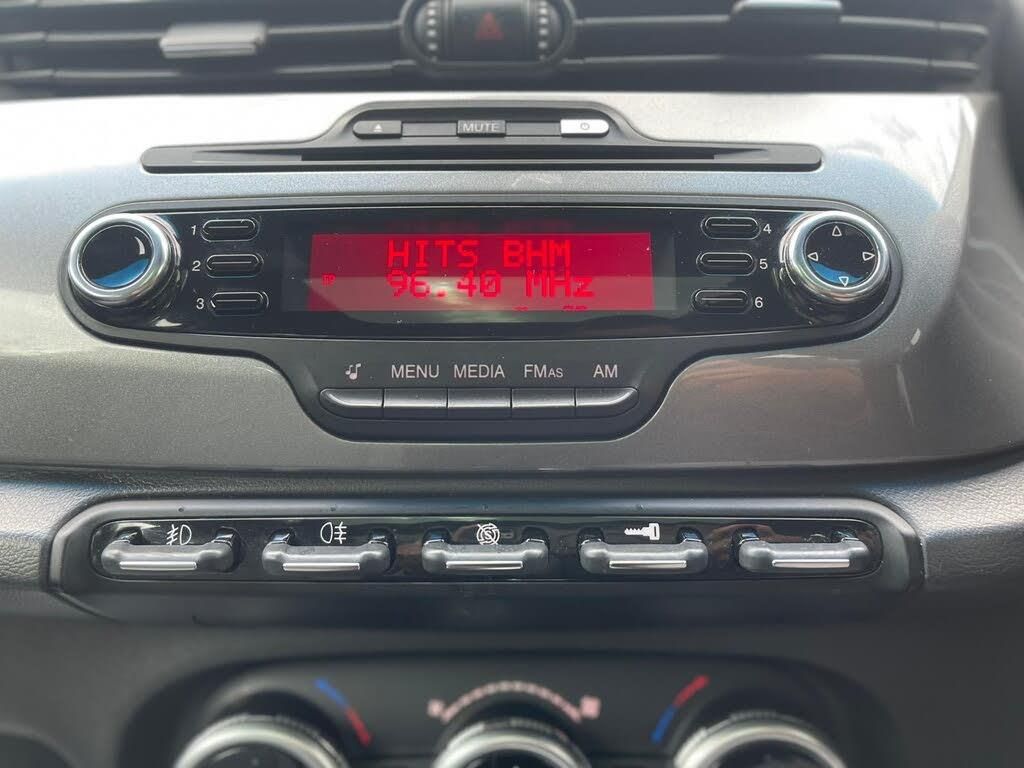 MUTE
1 HITS BHM 4
2 96.40 MHz 5
3 6
MENU MEDIA FMAS AM